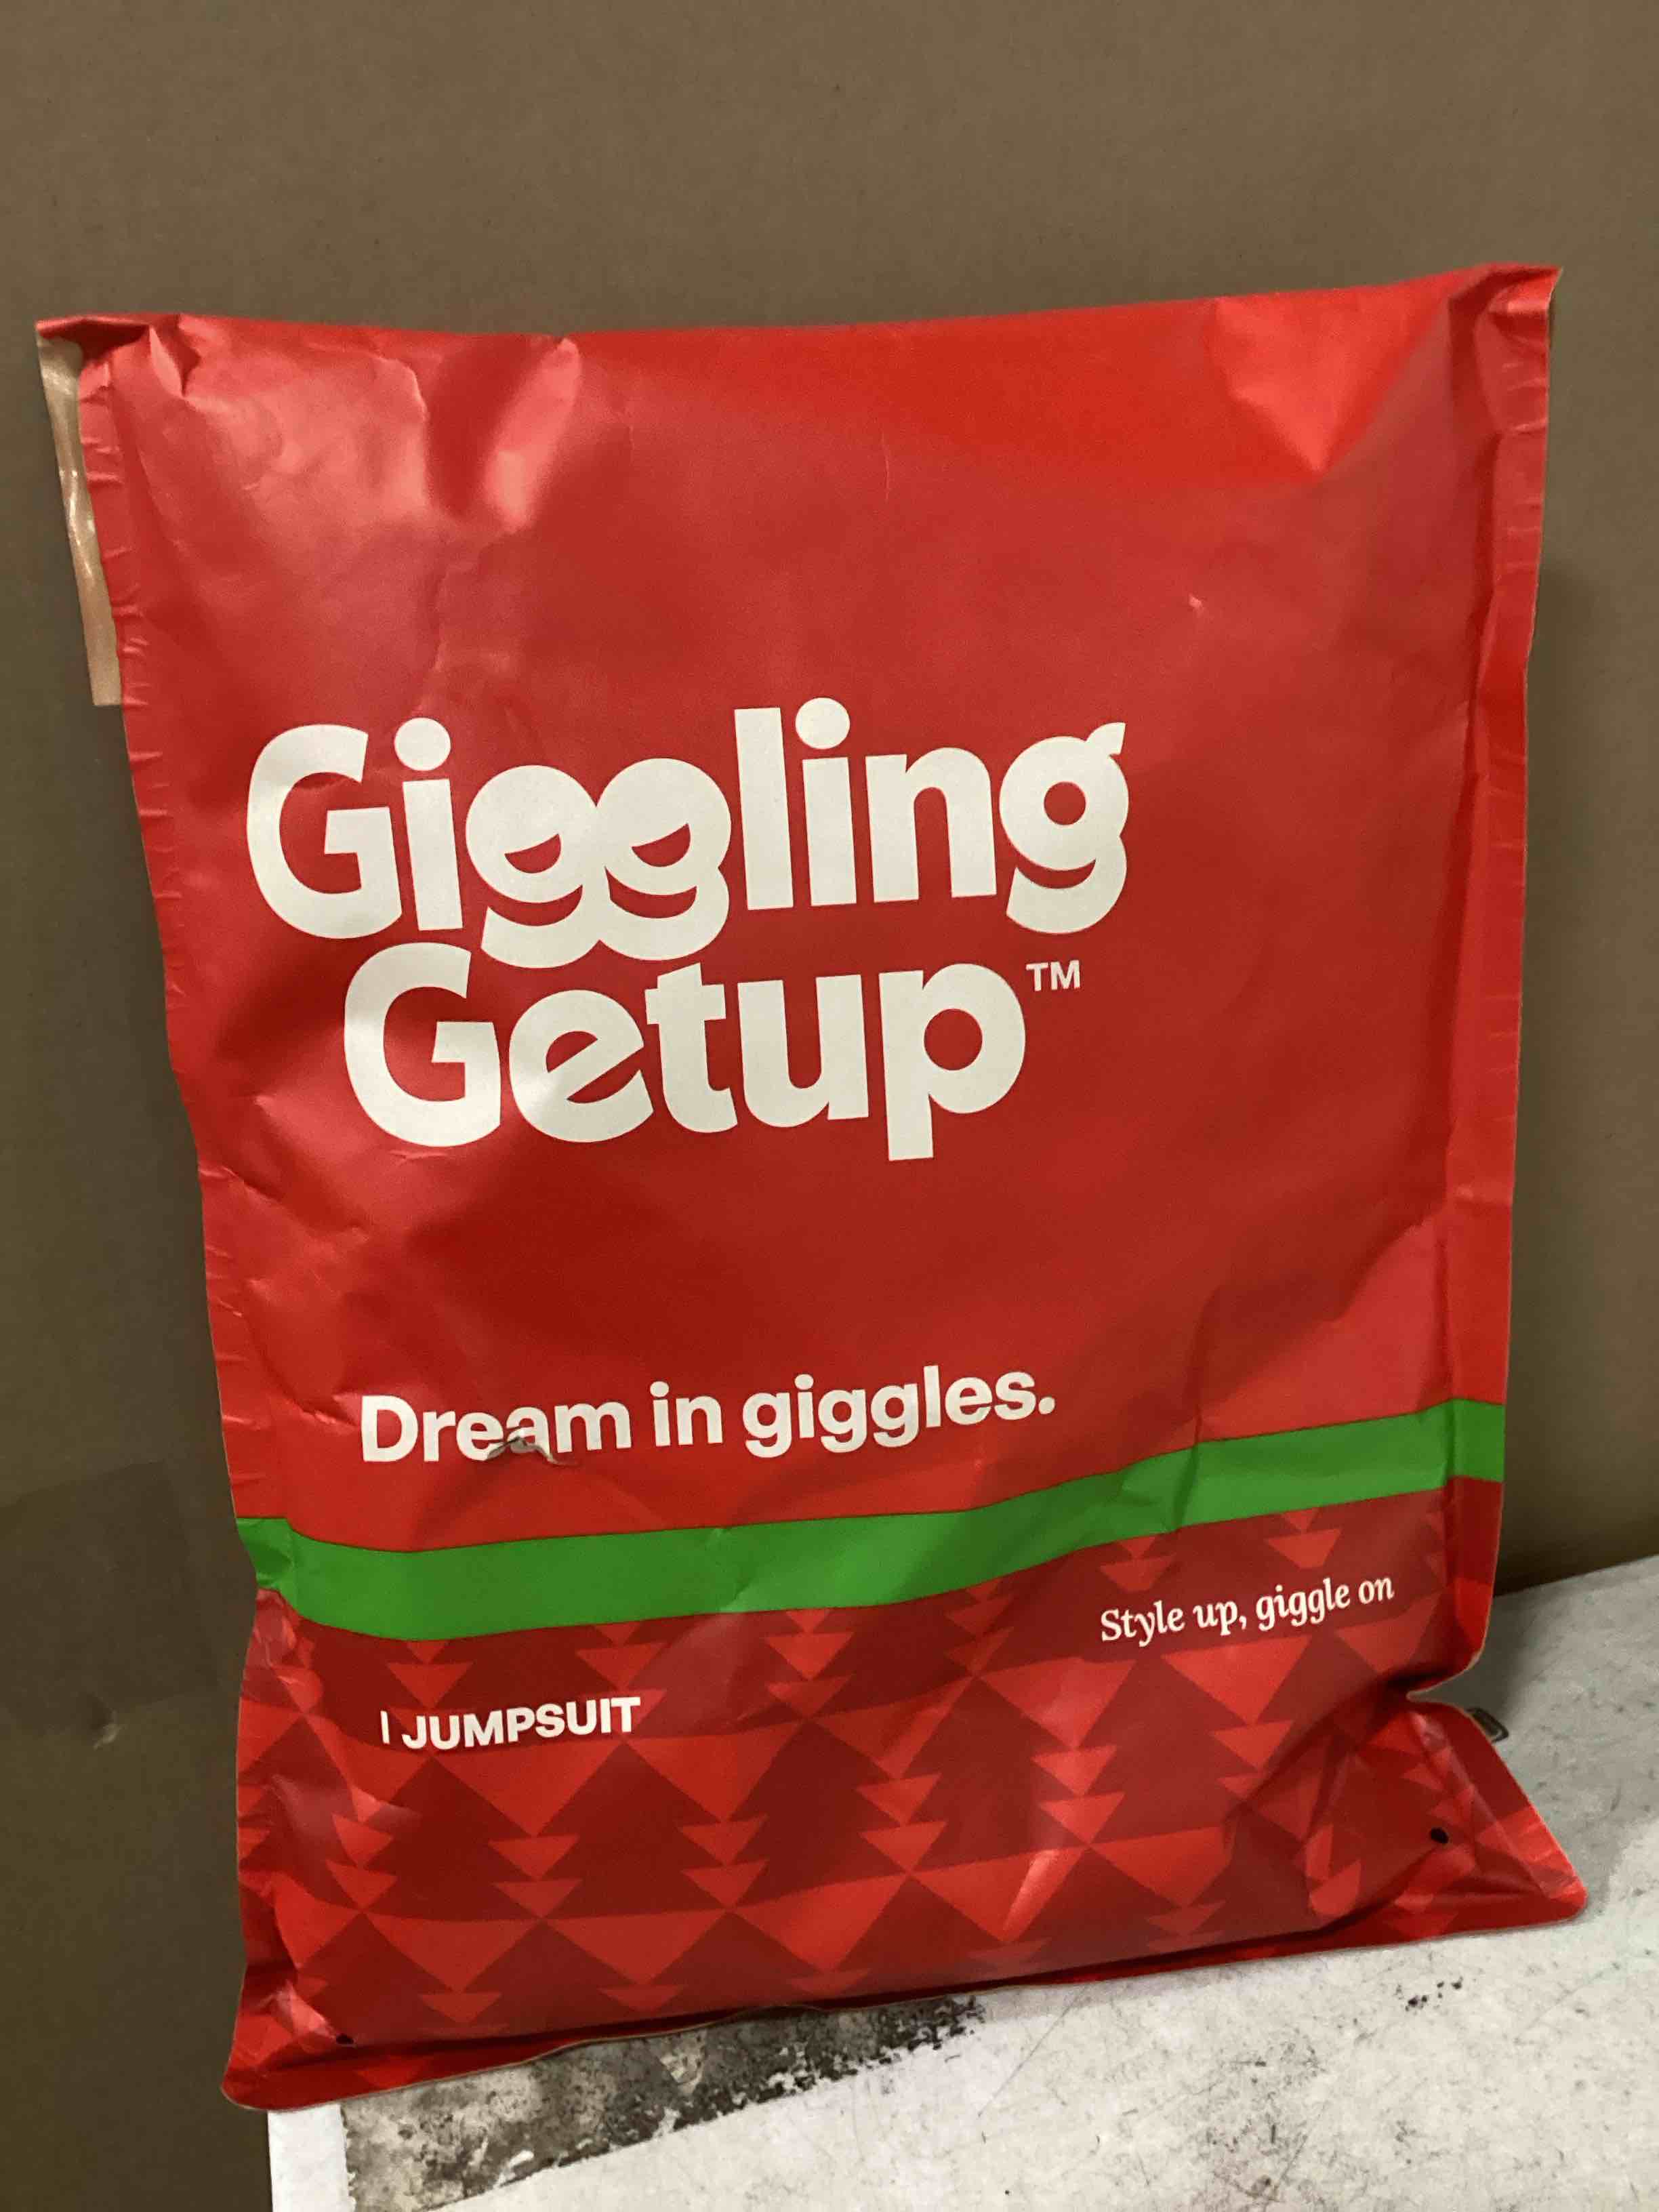 Giggling
Getup™
Dream in giggles.
Style up, giggle on
| JUMPSUIT